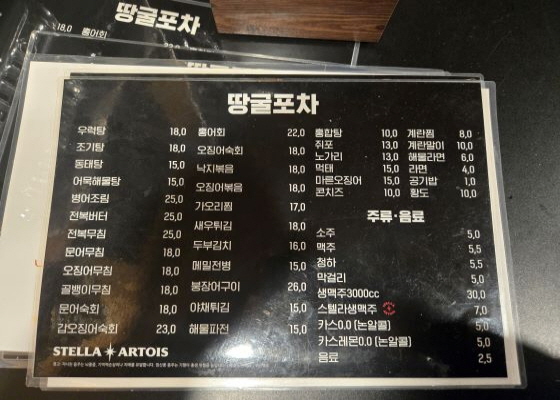 땅굴포차
18,0 홍어회
땅굴포차
우럭탕 18,0
조기탕 18,0
동태탕 15,0
어묵해물탕 15,0
병어조림 25,0
전복버터 25,0
전복무침 25,0
문어무침 18,0
오징어무침 18,0
골뱅이무침 18,0
문어숙회 18,0
갑오징어숙회 23,0
홍어회 22,0
오징어숙회 18,0
낙지볶음 18,0
오징어볶음 18,0
가오리찜 17,0
새우튀김 18,0
두부김치 16,0
메밀전병 15,0
붕장어구이 26,0
야채튀김 15,0
해물파전 15,0
홍합탕 10,0
쥐포 13,0
노가리 13,0
먹태 15,0
마른오징어 15,0
콘치즈 10,0
계란찜 8,0
계란말이 10,0
해물라면 6,0
라면 4,0
공기밥 1,0
황도 10,0
주류·음료
소주 5,0
맥주 5,5
청하 5,5
막걸리 5,0
생맥주3000cc 30,0
스텔라생맥주 7,0
카스0.0 (논알콜) 5,0
카스레몬0.0 (논알콜) 5,0
음료 2,5
STELLA ARTOIS